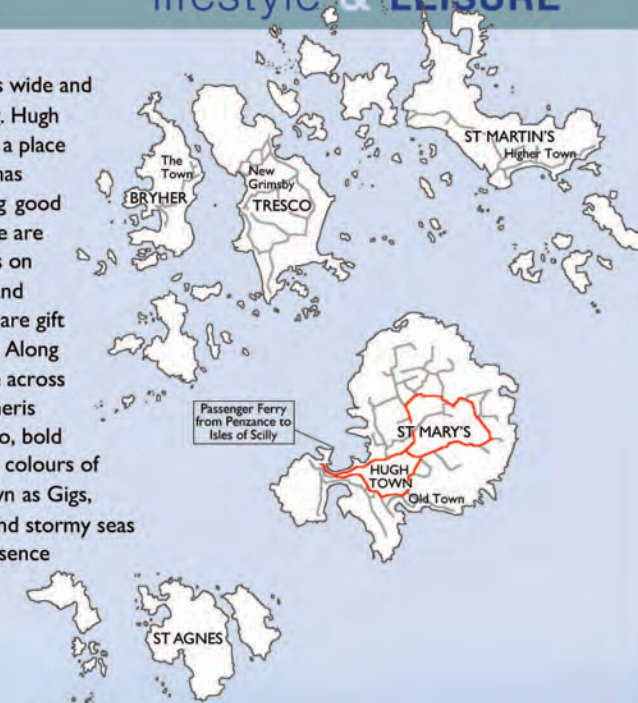 lifestyle & LEISURE
s wide and
. Hugh
a place
nas
g good
e are
s on
and
are gift
Along
e across
neris
o, bold
colours of
wn as Gigs,
nd stormy seas
sence
The
Town
BRYHER
New
Grimsby
TRESCO
ST MARTIN'S
Higher Town
Passenger Ferry
from Penzance to
Isles of Scilly
ST MARY'S
HUGH
TOWN
Old Town
ST AGNES